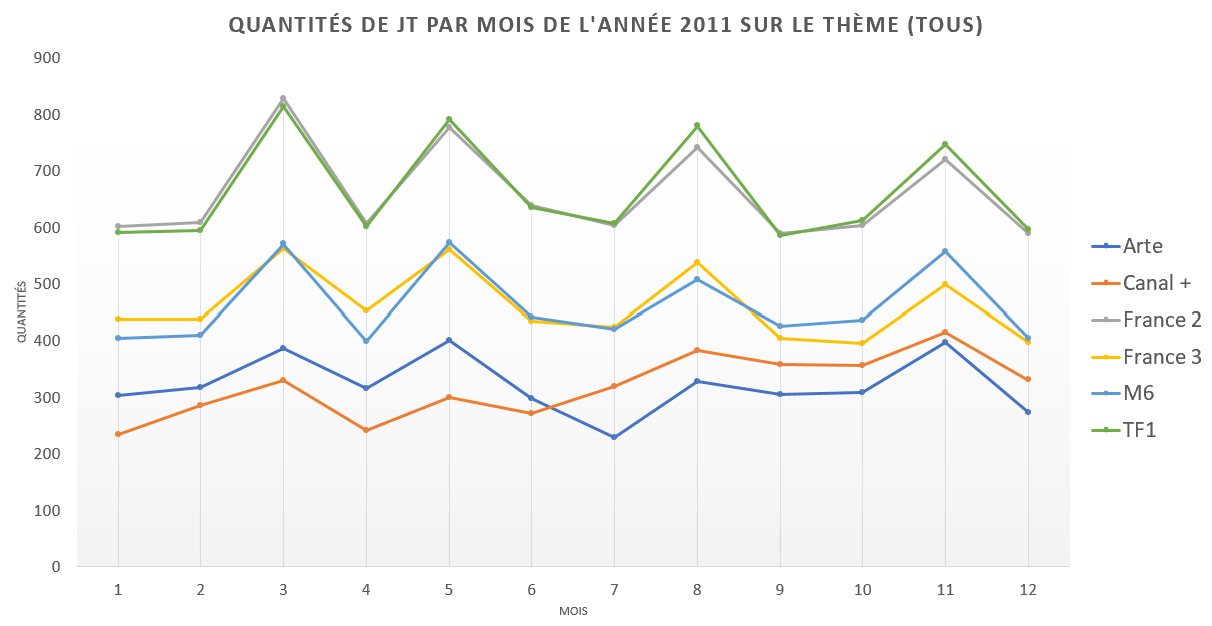 QUANTITÉS DE JT PAR MOIS DE L'ANNÉE 2011 SUR LE THÈME (TOUS)
900
800
700
600
500
400
300
200
100
0
QUANTITÉS
1 2 3 4 5 6 7 8 9 10 11 12
MOIS
Arte
Canal +
France 2
France 3
M6
TF1